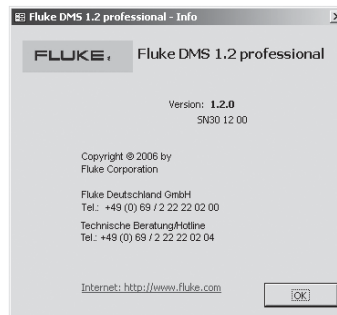 Fluke DMS 1.2 professional - Info
FLUKE®
Fluke DMS 1.2 professional
Version: 1.2.0
SN30 12 00
Copyright © 2006 by
Fluke Corporation
Fluke Deutschland GmbH
Tel.: +49 (0) 69 / 2 22 22 02 00
Technische Beratung/Hotline
Tel.: +49 (0) 69 / 2 22 22 02 04
Internet: http://www.fluke.com
OK